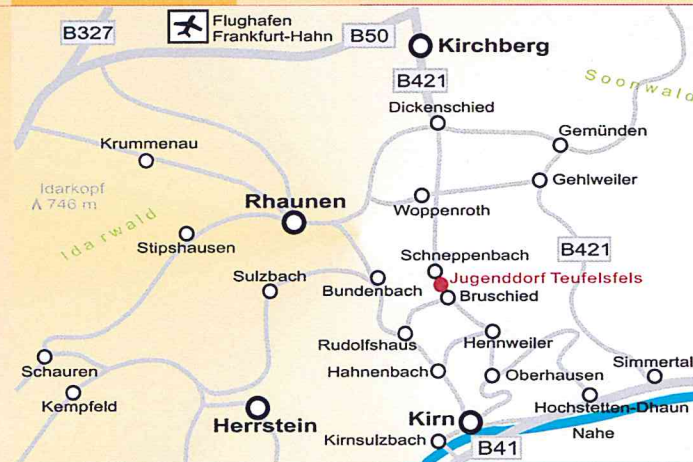 B327
Flughafen
Frankfurt-Hahn
B50
Kirchberg
B421
Soonwald
Dickenschied
Gemünden
Krummenau
Gehlweiler
Idarkopf
746 m
Rhaunen
Woppenroth
Idarwald
Stipshausen
B421
Schneppenbach
Sulzbach
Jugenddorf Teufelsfels
Bundenbach
Bruschied
Rudolfshaus
Hennweiler
Schauren
Hahnenbach
Oberhausen
Simmertal
Kempfeld
Herrstein
Kirn
Hochstetten-Dhaun
Kirnsulzbach
Nahe
B41